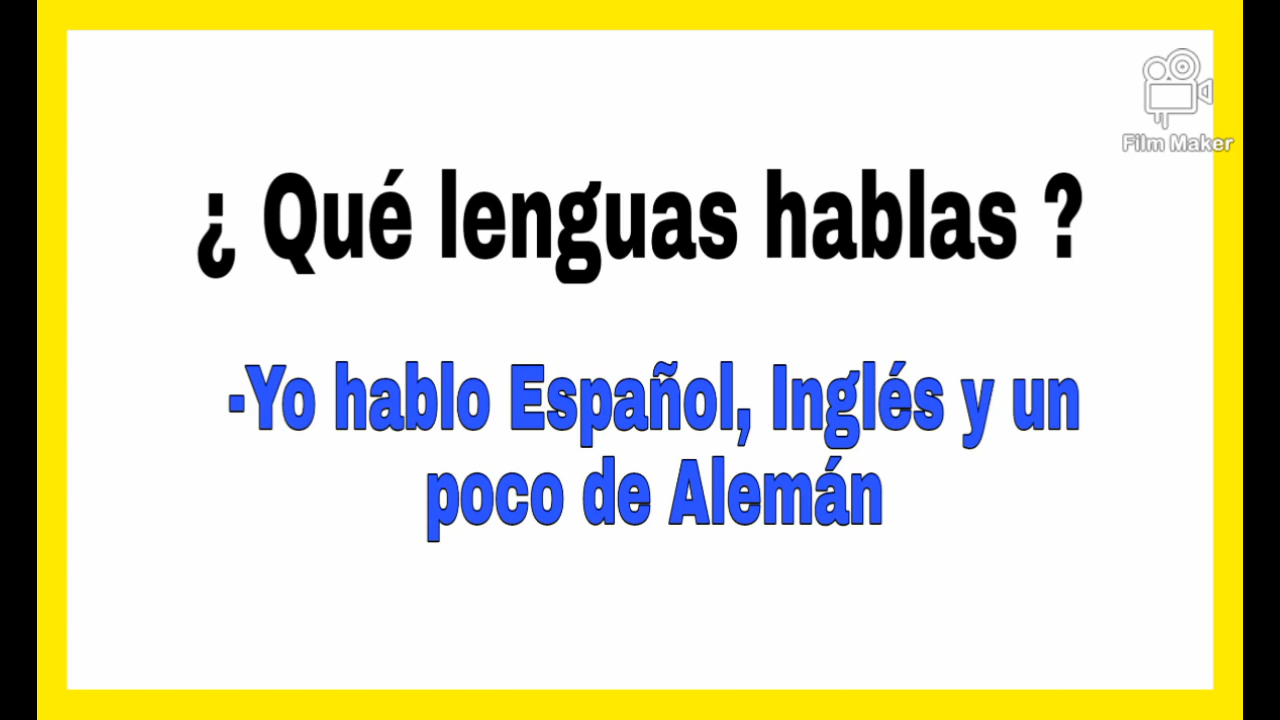 Film Maker
¿ Qué lenguas hablas ?
-Yo hablo Español, Inglés y un
poco de Alemán